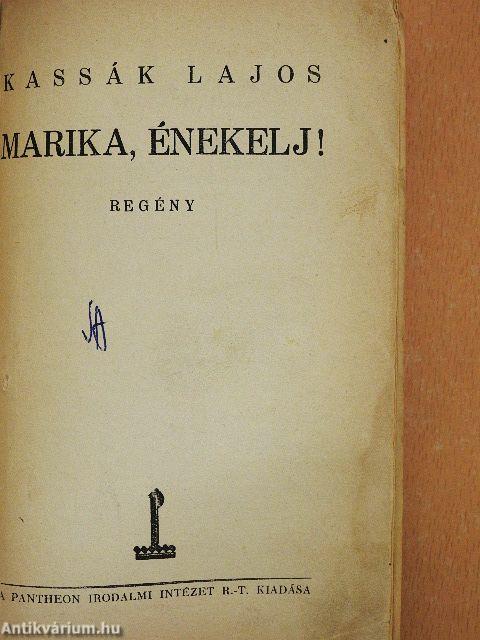 KASSÁK LAJOS
MARIKA, ÉNEKELJ!
REGÉNY
A PANTHEON IRODALMI INTÉZET R.-T. KIADÁSA
Antikvárium.hu